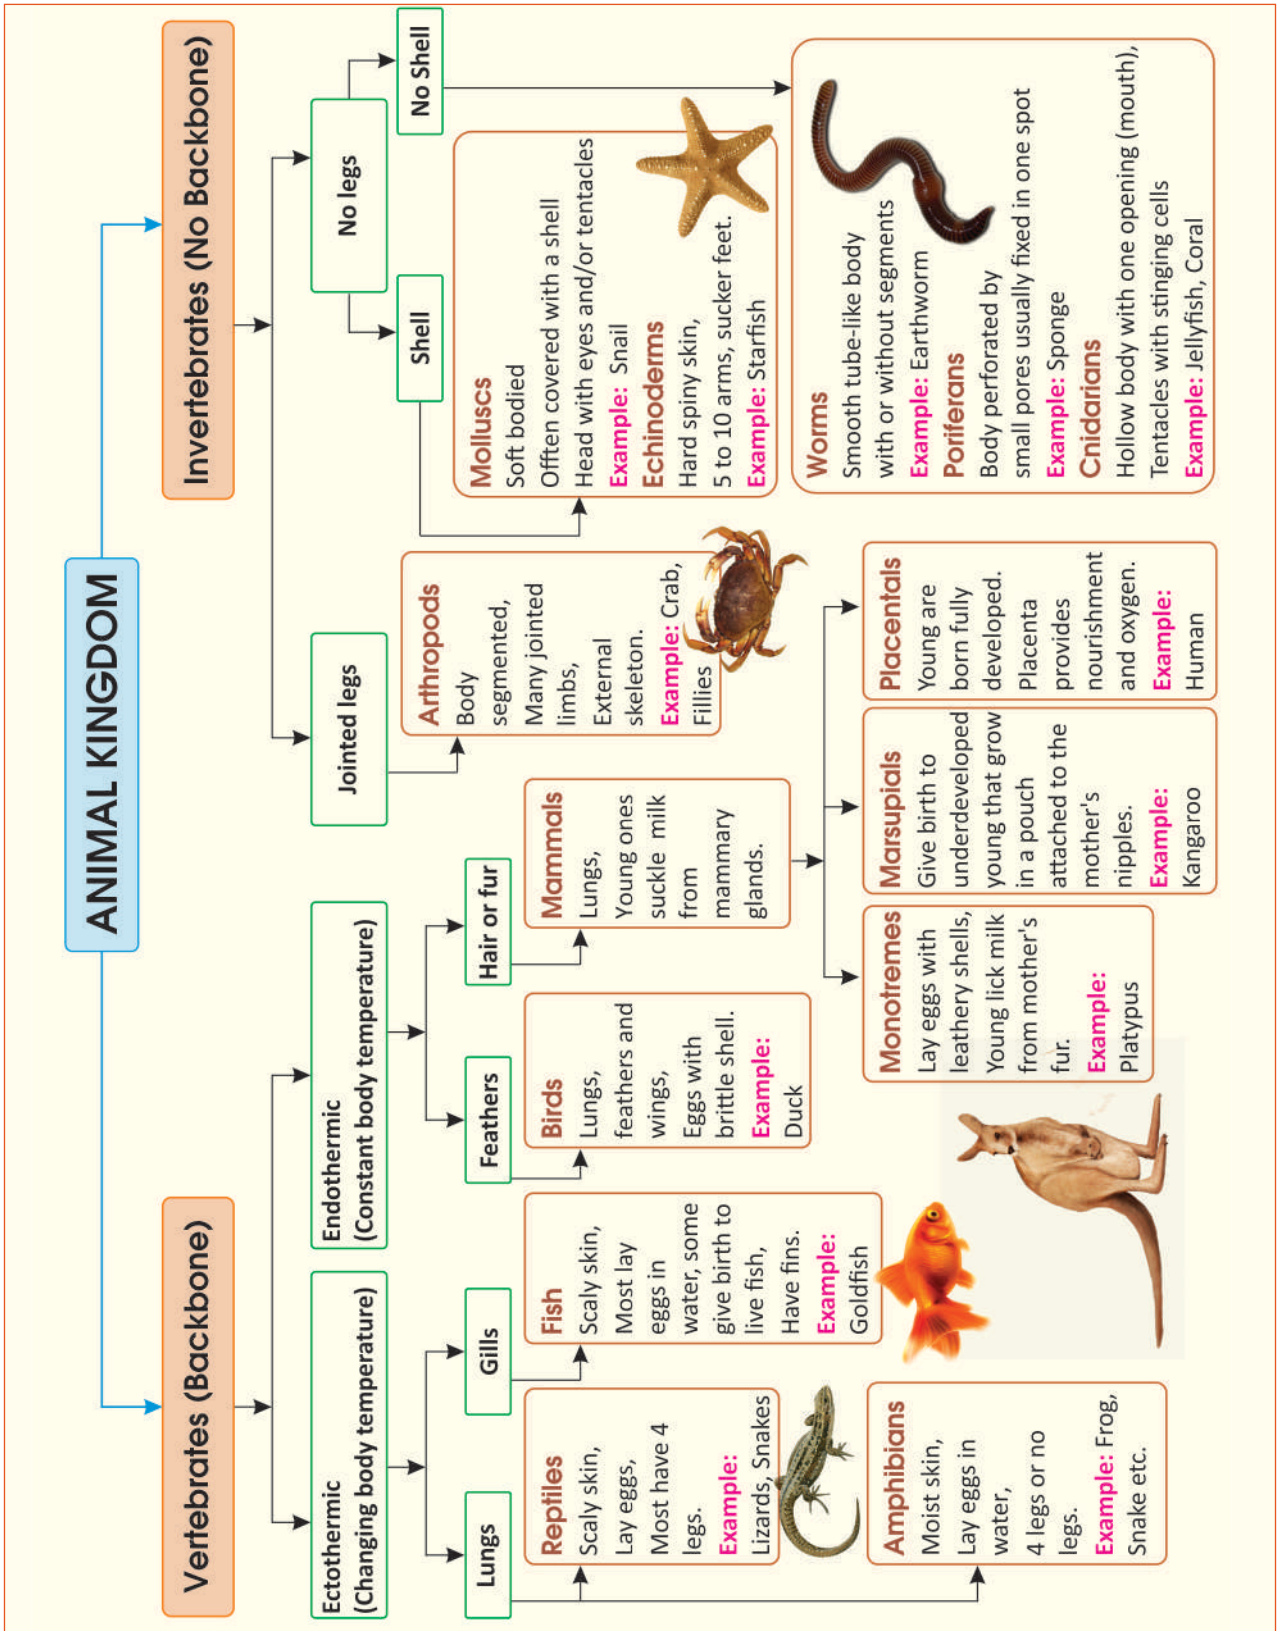 ANIMAL KINGDOM
Vertebrates (Backbone)
Invertebrates (No Backbone)
Ectothermic
(Changing body temperature)
Endothermic
(Constant body temperature)
Jointed legs
No legs
Lungs
Gills
Feathers
Hair or fur
Shell
No Shell
Reptiles
Scaly skin,
Lay eggs,
Most have 4
legs.
Example:
Lizards, Snakes
Amphibians
Moist skin,
Lay eggs in
water,
4 legs or no
legs.
Example: Frog,
Snake etc.
Fish
Scaly skin,
Most lay
eggs in
water, some
give birth to
live fish,
Have fins.
Example:
Goldfish
Birds
Lungs,
feathers and
wings,
Eggs with
brittle shell.
Example:
Duck
Mammals
Lungs,
Young ones
suckle milk
from
mammary
glands.
Monotremes
Lay eggs with
leathery shells,
Young lick milk
from mother's
fur.
Example:
Platypus
Marsupials
Give birth to
underdeveloped
young that grow
in a pouch
attached to the
mother's
nipples.
Example:
Kangaroo
Placentals
Young are
born fully
developed.
Placenta
provides
nourishment
and oxygen.
Example:
Human
Arthropods
Body
segmented,
Many jointed
limbs,
External
skeleton.
Example: Crab,
Fillies
Molluscs
Soft bodied
Offten covered with a shell
Head with eyes and/or tentacles
Example: Snail
Echinoderms
Hard spiny skin,
5 to 10 arms, sucker feet.
Example: Starfish
Worms
Smooth tube-like body
with or without segments
Example: Earthworm
Poriferans
Body perforated by
small pores usually fixed in one spot
Example: Sponge
Cnidarians
Hollow body with one opening (mouth),
Tentacles with stinging cells
Example: Jellyfish, Coral